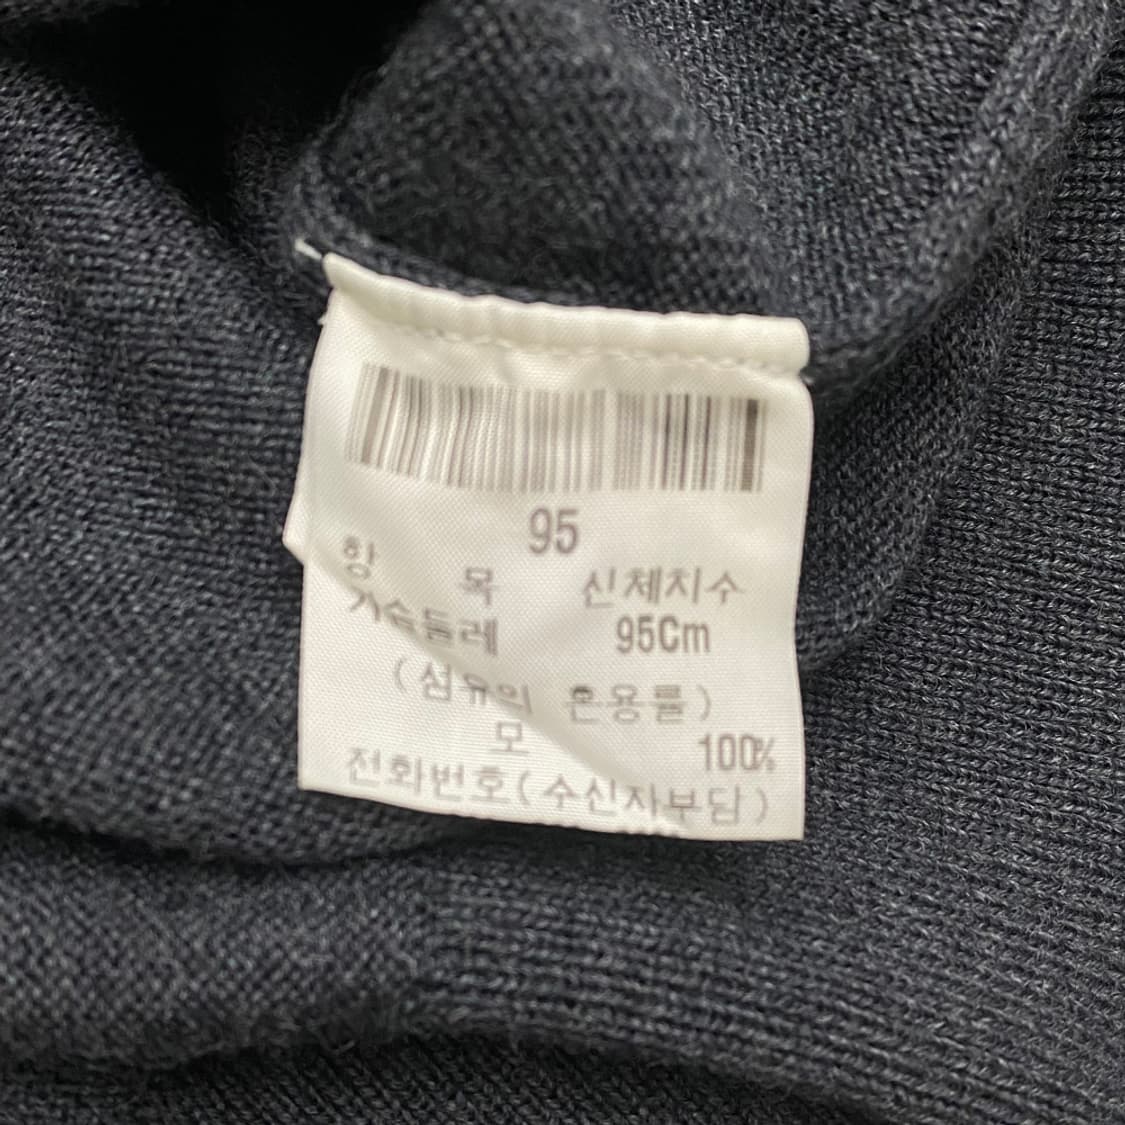 95
항 목 신체치수
가슴둘레 95Cm
(섬유의 혼용률)
모 100%
전화번호(수신자부담)